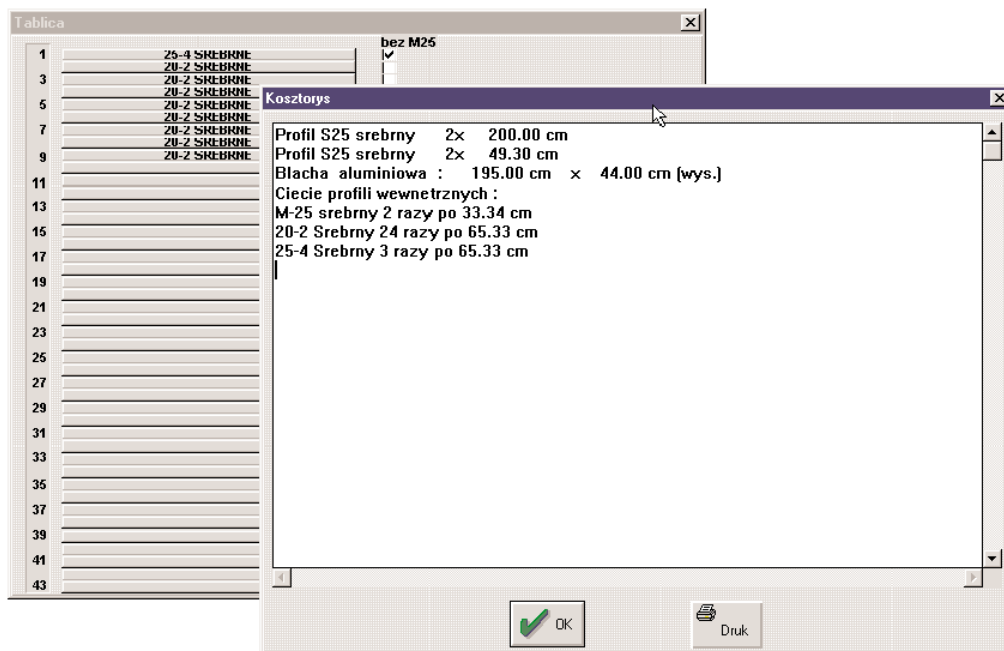 Tablica
bez M25
1 25-4 SREBRNE
20-2 SREBRNE
3 20-2 SREBRNE
20-2 SREBRNE
5 20-2 SREBRNE
20-2 SREBRNE
7 20-2 SREBRNE
20-2 SREBRNE
9 20-2 SREBRNE
11
13
15
17
19
21
23
25
27
29
31
33
35
37
39
41
43
Kosztorys
Profil S25 srebrny 2x 200.00 cm
Profil S25 srebrny 2x 49.30 cm
Blacha aluminiowa : 195.00 cm x 44.00 cm (wys.)
Ciecie profili wewnetrznych :
M-25 srebrny 2 razy po 33.34 cm
20-2 Srebrny 24 razy po 65.33 cm
25-4 Srebrny 3 razy po 65.33 cm
OK
Druk